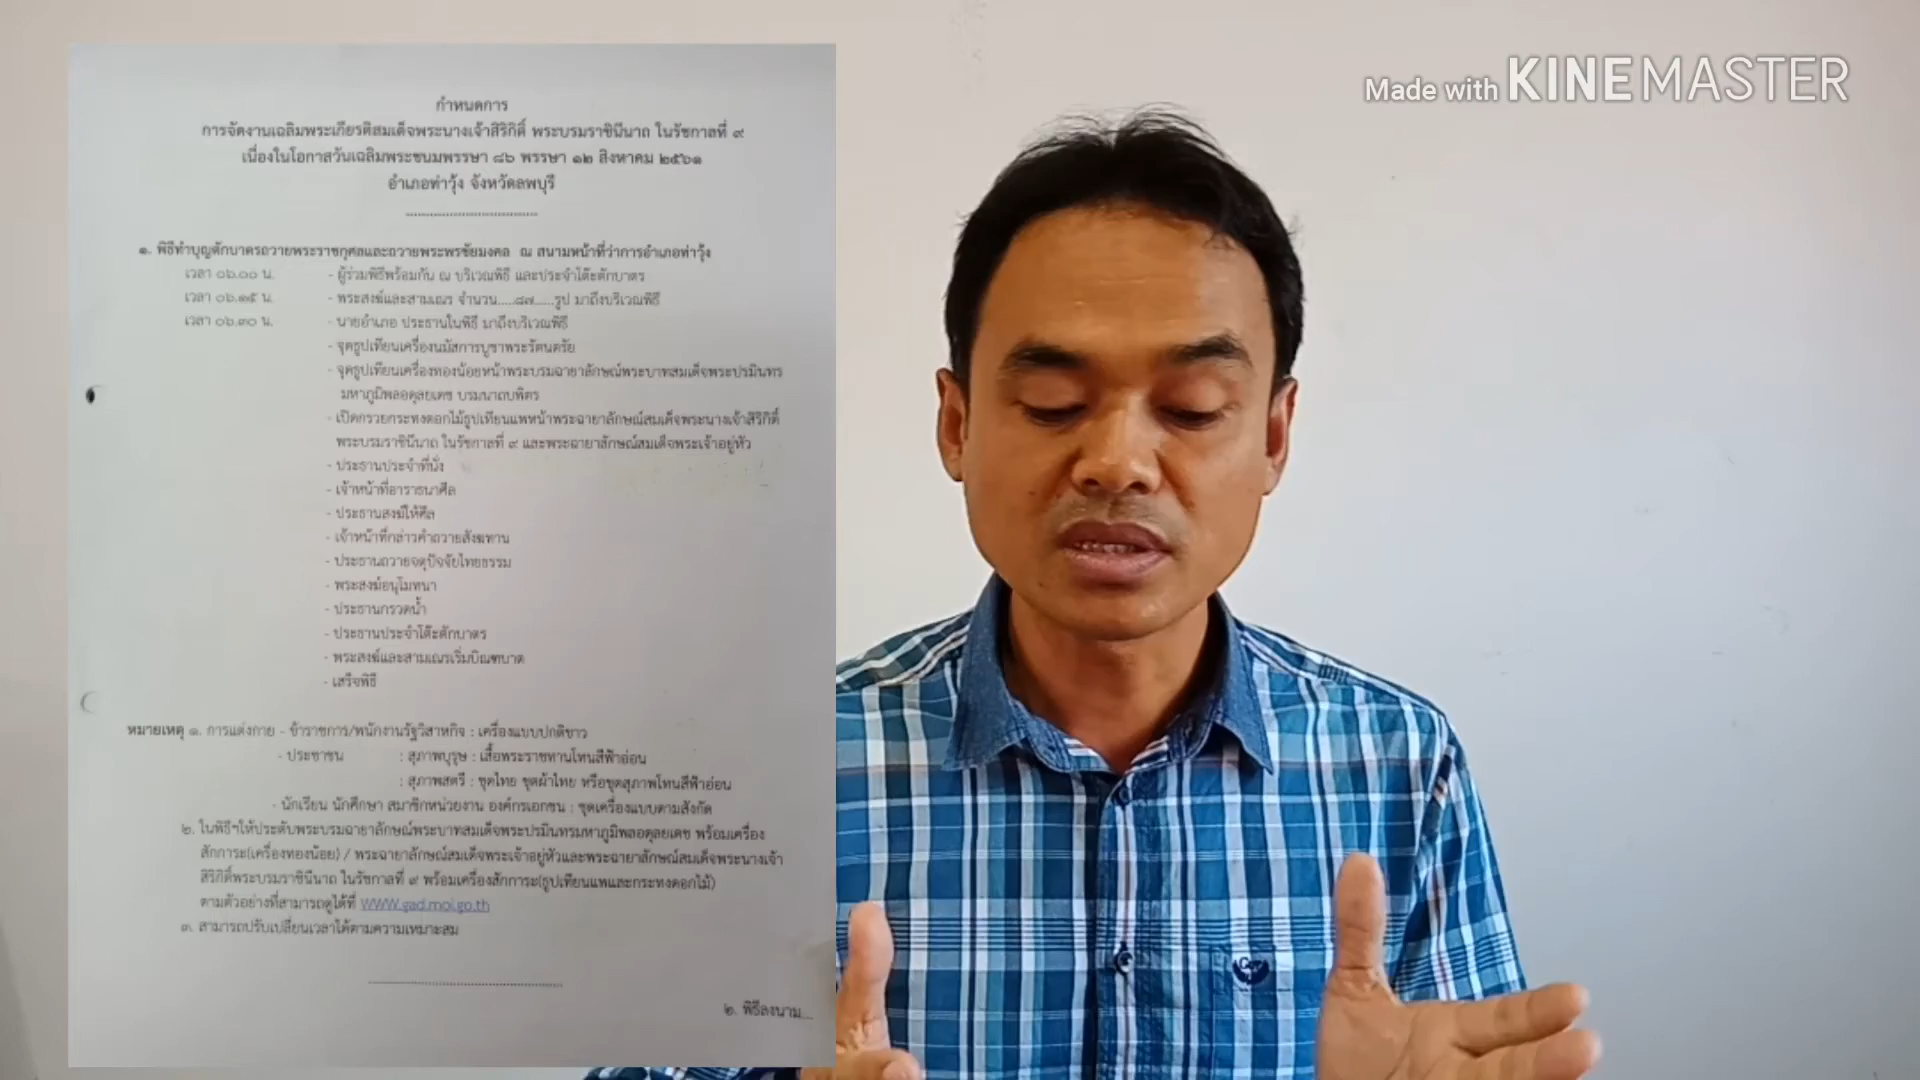 Made with KINEMASTER
กำหนดการ
การจัดงานเฉลิมพระเกียรติสมเด็จพระนางเจ้าสิริกิติ์ พระบรมราชินีนาถ ในรัชกาลที่ ๙
เนื่องในโอกาสวันเฉลิมพระชนมพรรษา ๘๖ พรรษา ๑๒ สิงหาคม ๒๕๖๑
อำเภอท่าวุ้ง จังหวัดลพบุรี
๑. พิธีทำบุญตักบาตรถวายพระราชกุศลและถวายพระพรชัยมงคล ณ สนามหน้าที่ว่าการอำเภอท่าวุ้ง
เวลา ๐๖.๐๐ น. - ผู้ร่วมพิธีพร้อมกัน ณ บริเวณพิธี และประจำโต๊ะตักบาตร
เวลา ๐๖.๑๕ น. - พระสงฆ์และสามเณร จำนวน.....๘๗......รูป มาถึงบริเวณพิธี
เวลา ๐๖.๓๐ น. - นายอำเภอ ประธานในพิธี มาถึงบริเวณพิธี
- จุดธูปเทียนเครื่องนมัสการบูชาพระรัตนตรัย
- จุดธูปเทียนเครื่องทองน้อยหน้าพระบรมฉายาลักษณ์พระบาทสมเด็จพระปรมินทร
มหาภูมิพลอดุลยเดช บรมนาถบพิตร
- เปิดกรวยกระทงดอกไม้ธูปเทียนแพหน้าพระฉายาลักษณ์สมเด็จพระนางเจ้าสิริกิติ์
พระบรมราชินีนาถ ในรัชกาลที่ ๙ และพระฉายาลักษณ์สมเด็จพระเจ้าอยู่หัว
- ประธานประจำที่นั่ง
- เจ้าหน้าที่อาราธนาศีล
- ประธานสงฆ์ให้ศีล
- เจ้าหน้าที่กล่าวคำถวายสังฆทาน
- ประธานถวายจตุปัจจัยไทยธรรม
- พระสงฆ์อนุโมทนา
- ประธานกรวดน้ำ
- ประธานประจำโต๊ะตักบาตร
- พระสงฆ์และสามเณรเริ่มบิณฑบาต
- เสร็จพิธี
หมายเหตุ ๑. การแต่งกาย - ข้าราชการ/พนักงานรัฐวิสาหกิจ : เครื่องแบบปกติขาว
- ประชาชน : สุภาพบุรุษ : เสื้อพระราชทานโทนสีฟ้าอ่อน
: สุภาพสตรี : ชุดไทย ชุดผ้าไทย หรือชุดสุภาพโทนสีฟ้าอ่อน
- นักเรียน นักศึกษา สมาชิกหน่วยงาน องค์กรเอกชน : ชุดเครื่องแบบตามสังกัด
๒. ในพิธีฯให้ประดับพระบรมฉายาลักษณ์พระบาทสมเด็จพระปรมินทรมหาภูมิพลอดุลยเดช พร้อมเครื่อง
สักการะ(เครื่องทองน้อย) / พระฉายาลักษณ์สมเด็จพระเจ้าอยู่หัวและพระฉายาลักษณ์สมเด็จพระนางเจ้า
สิริกิติ์พระบรมราชินีนาถ ในรัชกาลที่ ๙ พร้อมเครื่องสักการะ(ธูปเทียนแพและกระทงดอกไม้)
ตามตัวอย่างที่สามารถดูได้ที่ WWW.gad.moi.go.th
๓. สามารถปรับเปลี่ยนเวลาได้ตามความเหมาะสม
๒. พิธีลงนาม...